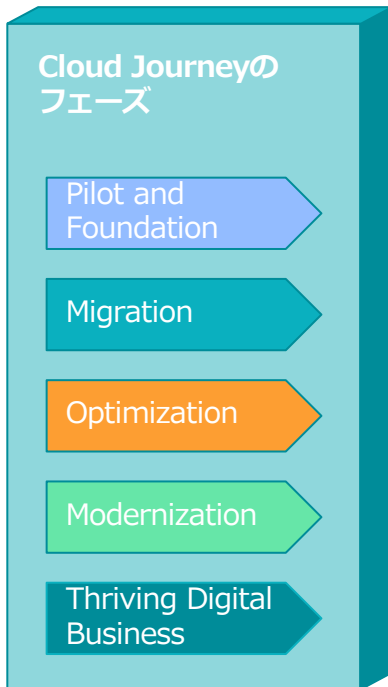 Cloud Journeyの
フェーズ
Pilot and
Foundation
Migration
Optimization
Modernization
Thriving Digital
Business